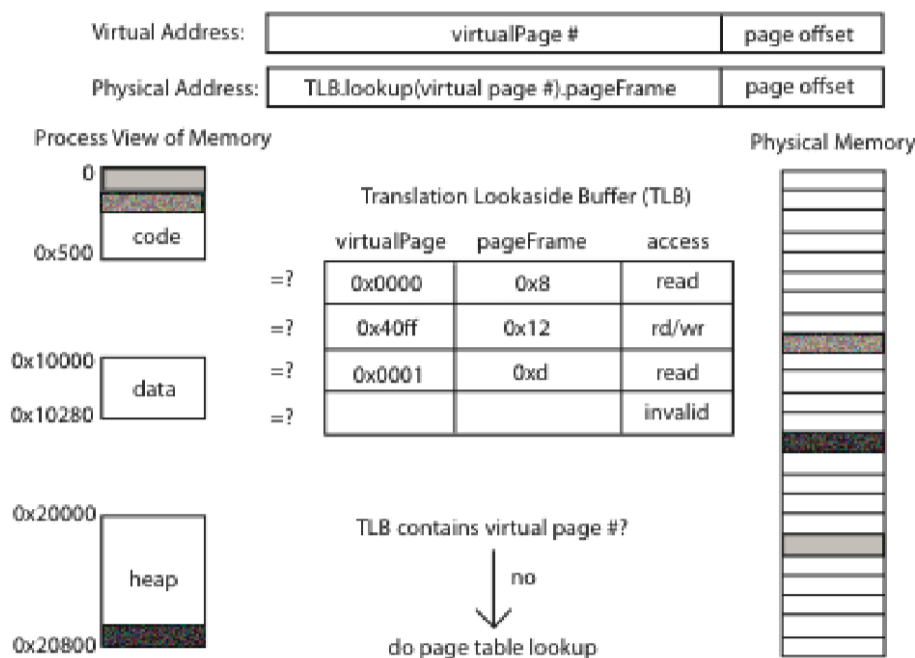 Virtual Address: virtualPage # page offset
Physical Address: TLB.lookup(virtual page #).pageFrame page offset
Process View of Memory
Physical Memory
0
code
0x500
0x10000
data
0x10280
0x20000
heap
0x20800
Translation Lookaside Buffer (TLB)
virtualPage pageFrame access
=? 0x0000 0x8 read
=? 0x40ff 0x12 rd/wr
=? 0x0001 0xd read
=? invalid
TLB contains virtual page #?
no
do page table lookup